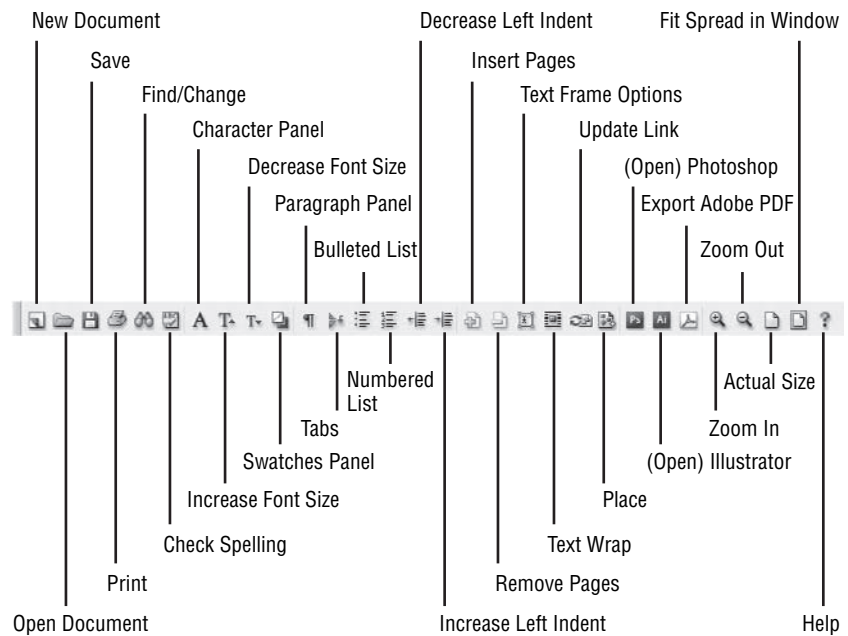 New Document
Decrease Left Indent
Fit Spread in Window
Save
Insert Pages
Find/Change
Text Frame Options
Character Panel
Update Link
Decrease Font Size
(Open) Photoshop
Paragraph Panel
Export Adobe PDF
Bulleted List
Zoom Out
A
T
T
¶
Ps
Ai
?
Numbered
List
Actual Size
Tabs
Zoom In
Swatches Panel
(Open) Illustrator
Increase Font Size
Place
Check Spelling
Text Wrap
Print
Remove Pages
Open Document
Increase Left Indent
Help